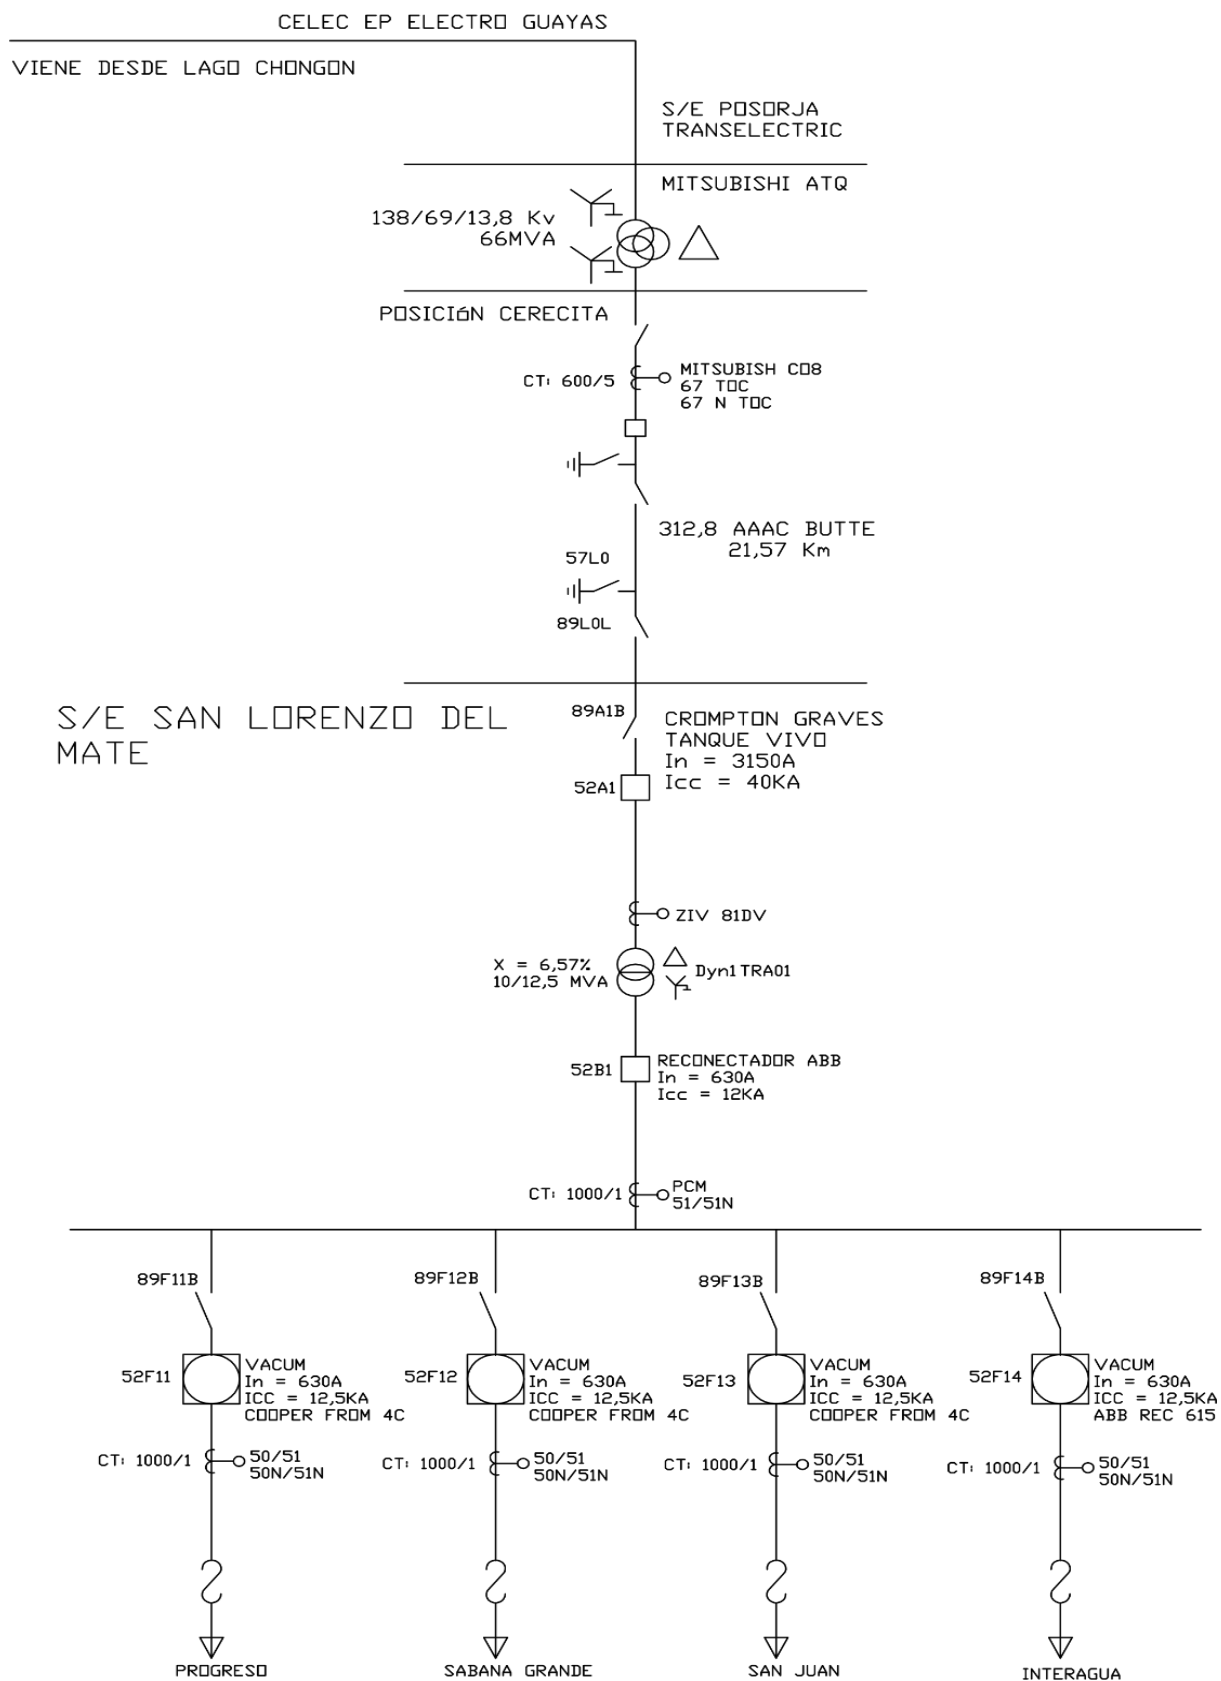 CELEC EP ELECTRO GUAYAS
VIENE DESDE LAGO CHONGON
S/E POSORJA
TRANSELECTRIC
MITSUBISHI ATQ
138/69/13,8 Kv
66MVA
POSICIóN CERECITA
CT: 600/5
MITSUBISH CO8
67 TOC
67 N TOC
312,8 AAAC BUTTE
21,57 Km
57L0
89L0L
S/E SAN LORENZO DEL
MATE
89A1B
CROMPTON GRAVES
TANQUE VIVO
In = 3150A
Icc = 40KA
52A1
ZIV 81DV
X = 6,57%
10/12,5 MVA
Dyn1 TRA01
52B1
RECONECTADOR ABB
In = 630A
Icc = 12KA
CT: 1000/1
PCM
51/51N
89F11B
89F12B
89F13B
89F14B
52F11
VACUM
In = 630A
ICC = 12,5KA
COOPER FROM 4C
52F12
VACUM
In = 630A
ICC = 12,5KA
COOPER FROM 4C
52F13
VACUM
In = 630A
ICC = 12,5KA
COOPER FROM 4C
52F14
VACUM
In = 630A
ICC = 12,5KA
ABB REC 615
CT: 1000/1
50/51
50N/51N
CT: 1000/1
50/51
50N/51N
CT: 1000/1
50/51
50N/51N
CT: 1000/1
50/51
50N/51N
PROGRESO
SABANA GRANDE
SAN JUAN
INTERAGUA